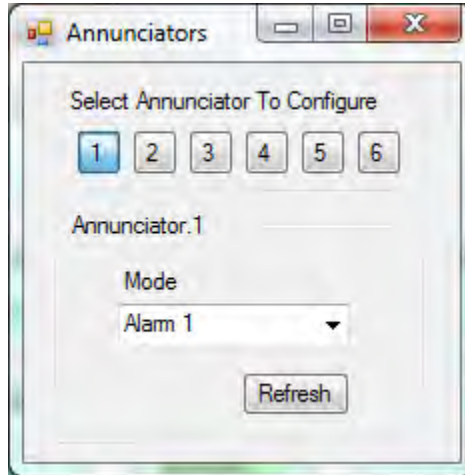 Annunciators
Select Annunciator To Configure
1 2 3 4 5 6
Annunciator.1
Mode
Alarm 1
Refresh